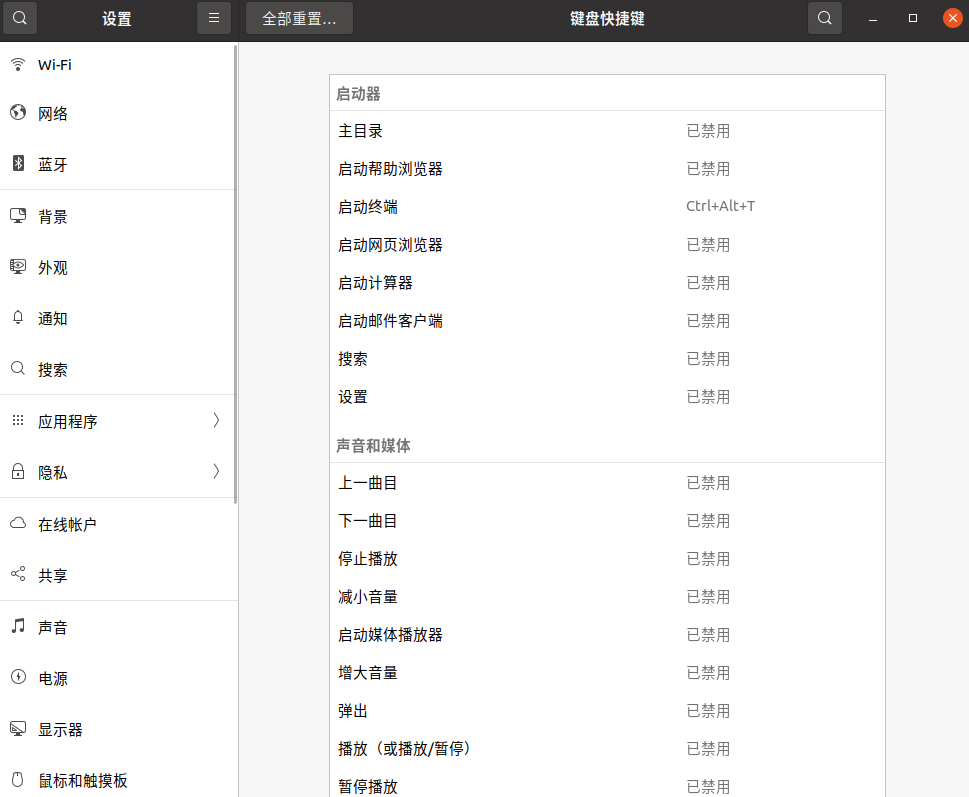 设置
全部重置...
键盘快捷键
Wi-Fi
网络
蓝牙
背景
外观
通知
搜索
应用程序
隐私
在线帐户
共享
声音
电源
显示器
鼠标和触摸板
启动器
主目录 已禁用
启动帮助浏览器 已禁用
启动终端 Ctrl+Alt+T
启动网页浏览器 已禁用
启动计算器 已禁用
启动邮件客户端 已禁用
搜索 已禁用
设置 已禁用
声音和媒体
上一曲目 已禁用
下一曲目 已禁用
停止播放 已禁用
减小音量 已禁用
启动媒体播放器 已禁用
增大音量 已禁用
弹出 已禁用
播放（或播放/暂停） 已禁用
暂停播放 已禁用